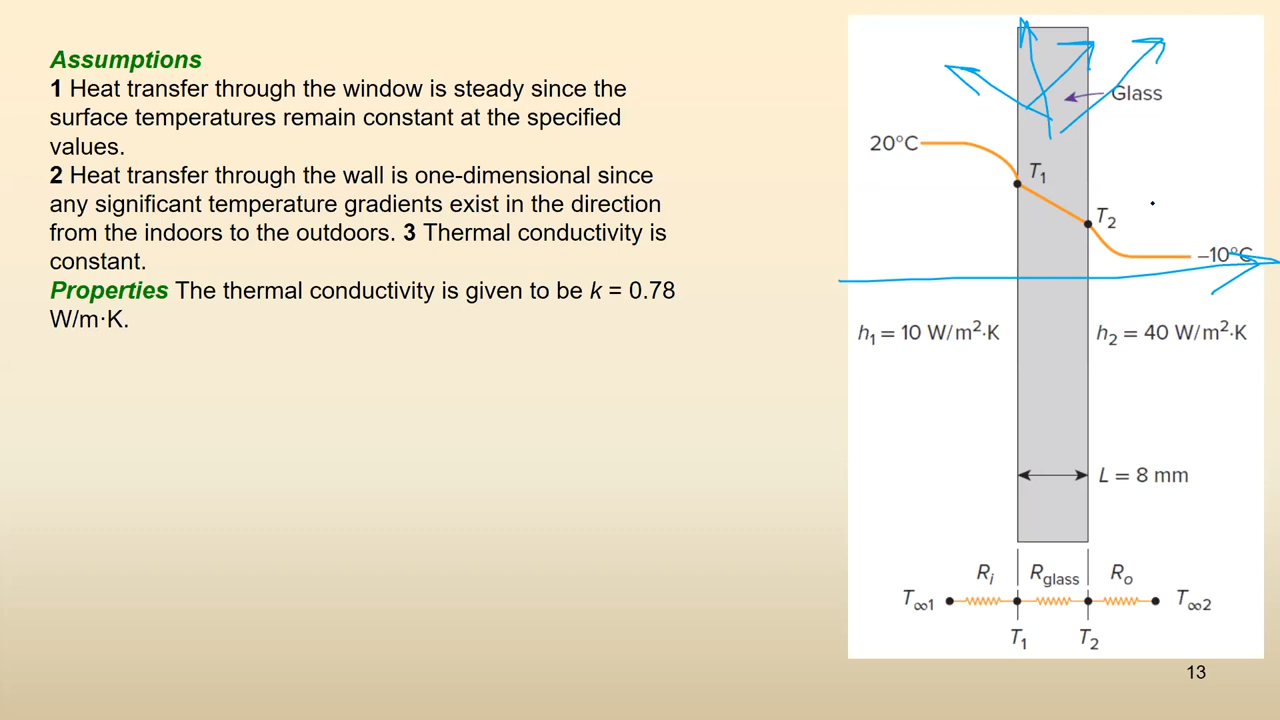 Assumptions
1 Heat transfer through the window is steady since the
surface temperatures remain constant at the specified
values.
2 Heat transfer through the wall is one-dimensional since
any significant temperature gradients exist in the direction
from the indoors to the outdoors. 3 Thermal conductivity is
constant.
Properties The thermal conductivity is given to be k = 0.78
W/m·K.
Glass
20°C
T₁
T₂
–10°C
h₁ = 10 W/m²·K
h₂ = 40 W/m²·K
L = 8 mm
Rᵢ
R_glass
Rₒ
T∞1
T∞2
T₁
T₂
13